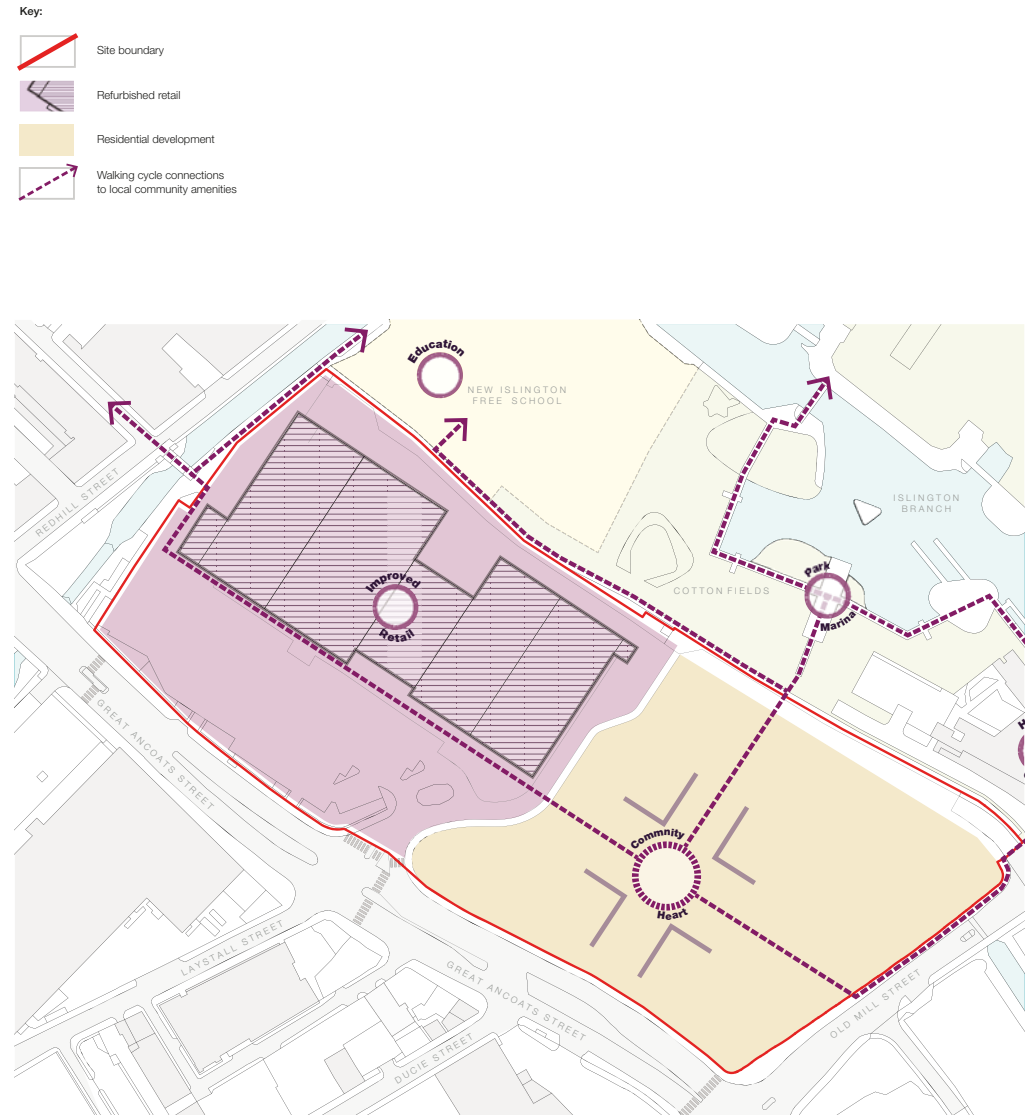 Key:
Site boundary
Refurbished retail
Residential development
Walking cycle connections
to local community amenities
Education
NEW ISLINGTON
FREE SCHOOL
REDHILL STREET
ISLINGTON
BRANCH
Improved
Retail
COTTON FIELDS
Park
Marina
GREAT ANCOATS STREET
Commnity
Heart
LAYSTALL STREET
GREAT ANCOATS STREET
OLD MILL STREET
DUCIE STREET